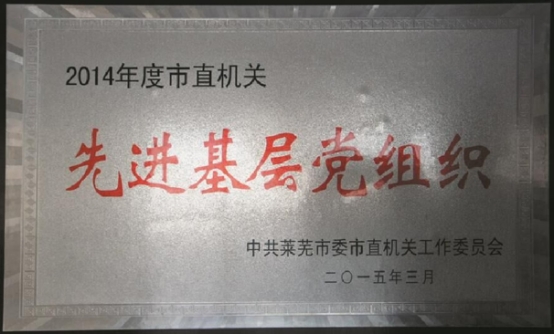 2014年度市直机关
先进基层党组织
中共莱芜市委市直机关工作委员会
二〇一五年三月